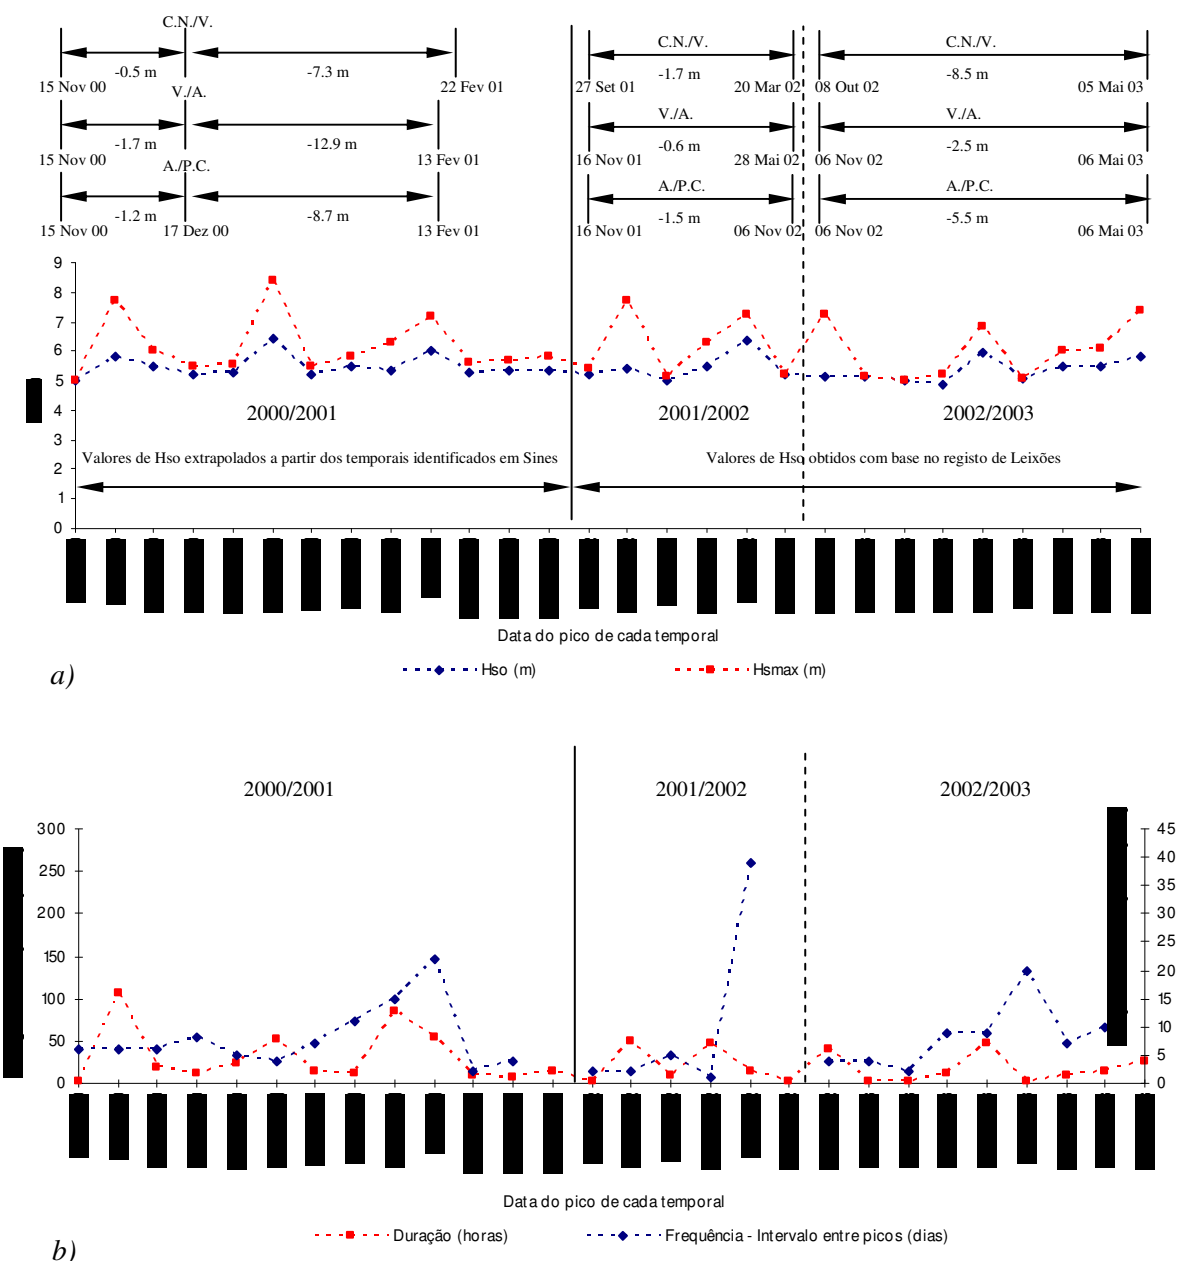 C.N./V.
-0.5 m -7.3 m
15 Nov 00 22 Fev 01
V./A.
-1.7 m -12.9 m
15 Nov 00 13 Fev 01
A./P.C.
-1.2 m -8.7 m
15 Nov 00 17 Dez 00 13 Fev 01
C.N./V. C.N./V.
-1.7 m -8.5 m
27 Set 01 20 Mar 02 08 Out 02 05 Mai 03
V./A. V./A.
-0.6 m -2.5 m
16 Nov 01 28 Mai 02 06 Nov 02 06 Mai 03
A./P.C. A./P.C.
-1.5 m -5.5 m
16 Nov 01 06 Nov 02 06 Nov 02 06 Mai 03
9
8
7
6
5
4
3
2
1
0
2000/2001 2001/2002 2002/2003
Valores de Hso extrapolados a partir dos temporais identificados em Sines
Valores de Hso obtidos com base no registo de Leixões
Data do pico de cada temporal
Hso (m) Hsmax (m)
a)
2000/2001 2001/2002 2002/2003
300
250
200
150
100
50
0
45
40
35
30
25
20
15
10
5
0
Data do pico de cada temporal
Duração (horas) Frequência - Intervalo entre picos (dias)
b)